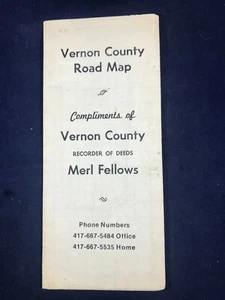 Vernon County
Road Map
Compliments of
Vernon County
RECORDER OF DEEDS
Merl Fellows
Phone Numbers
417-667-5484 Office
417-667-5535 Home